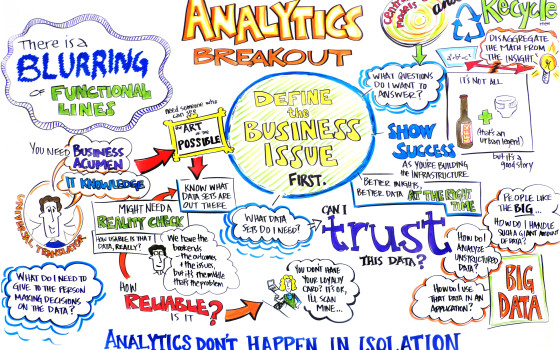 ANALYTICS
BREAKOUT
There is a
BLURRING
OF FUNCTIONAL
LINES
centralized
models
and
Recycle
DISAGGREGATE
THE MATH FROM
THE INSIGHT.
WHAT QUESTIONS
DO I WANT TO
ANSWER?
IT'S NOT
ALL
BEER
+
(that's an
urban legend)
but it's a
good story
need someone who
can see
the ART of the
POSSIBLE
DEFINE
the
BUSINESS
ISSUE
FIRST.
SHOW
SUCCESS
AS YOU'RE BUILDING
the INFRASTRUCTURE.
BETTER INSIGHTS,
BETTER DATA
AT THE RIGHT
TIME
YOU NEED BUSINESS
ACUMEN
IT KNOWLEDGE
TRANSLATOR
KNOW WHAT
DATA SETS ARE
OUT THERE
MIGHT NEED A
REALITY CHECK
HOW USABLE IS THAT
DATA, REALLY?
We have the
bookends
- the outcomes
+ the issues,
but it's the middle
that's the problem
WHAT DATA
SETS DO I NEED?
CAN I
trust
THIS DATA?
PEOPLE LIKE
THE BIG...
HOW DO I HANDLE
SUCH A GIANT AMOUNT
OF DATA?
HOW DO I
ANALYZE
UNSTRUCTURED
DATA?
HOW DO I USE
THAT DATA IN AN
APPLICATION?
BIG
DATA
WHAT DO I NEED TO
GIVE TO THE PERSON
MAKING DECISIONS
ON THE DATA?
HOW
RELIABLE?
IS IT
YOU DON'T
HAVE YOUR
LOYALTY
CARD? IT'S OK,
I'LL SCAN
MINE...
ANALYTICS DON'T HAPPEN IN ISOLATION